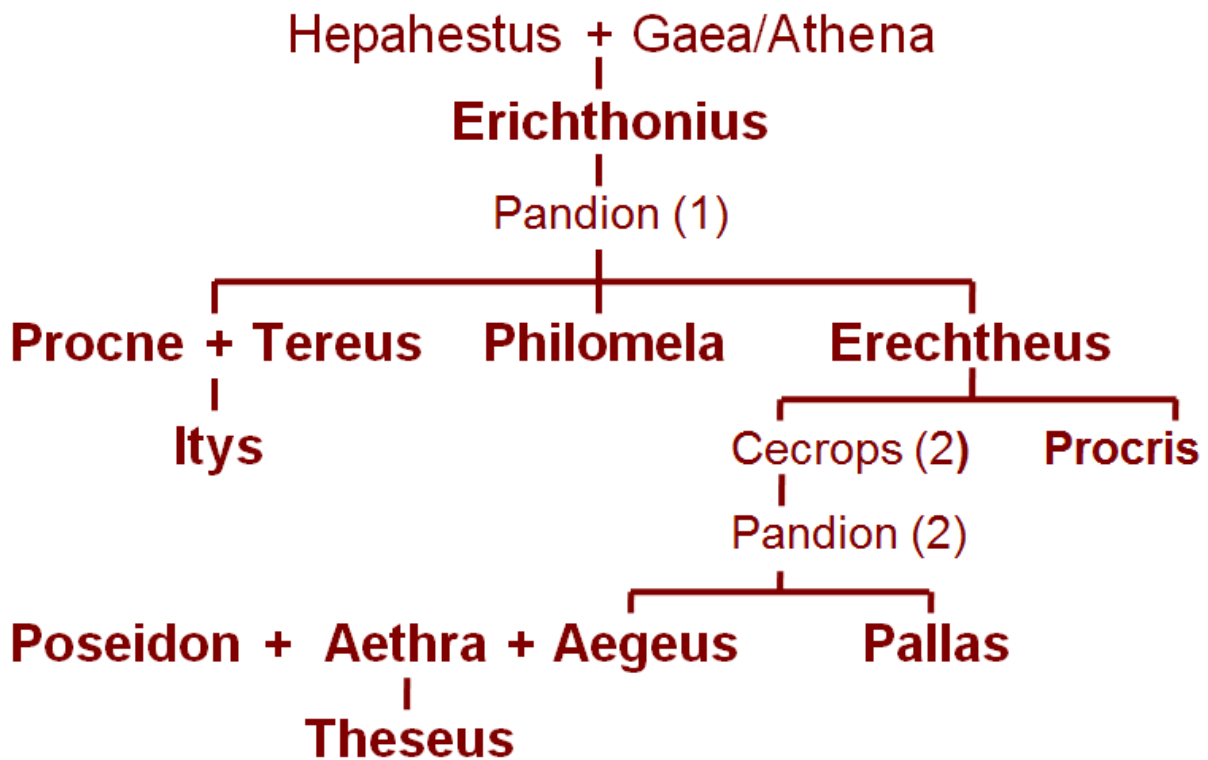 Hepahestus + Gaea/Athena
Erichthonius
Pandion (1)
Procne + Tereus Philomela Erechtheus
Itys Cecrops (2) Procris
Pandion (2)
Poseidon + Aethra + Aegeus Pallas
Theseus